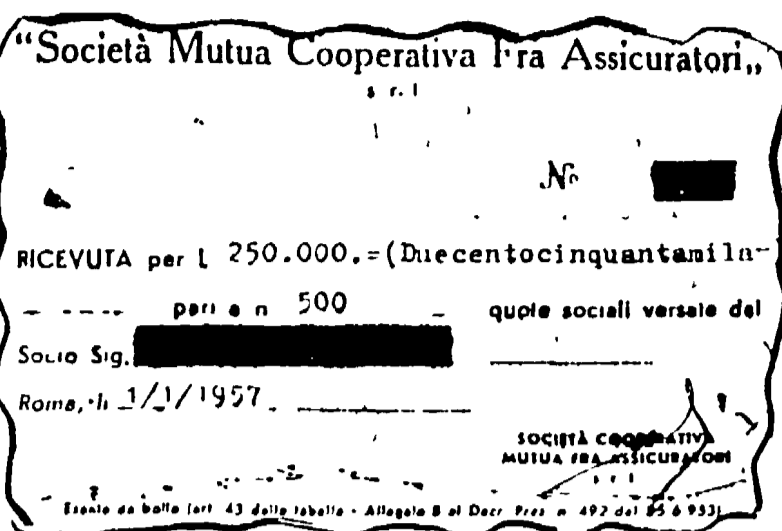 "Società Mutua Cooperativa Fra Assicuratori„
s r. l
No
RICEVUTA per L 250.000.=(Duecentocinquantamila-
pari a n 500 quote sociali versate dal
Socio Sig.
Roma, li 1/1/1957
SOCIETÀ COOPERATIVA
MUTUA FRA ASSICURATORI
s r l
Esente da bollo (art 43 della tabella - Allegato B al Decr Pres n 492 del 25 6 953)